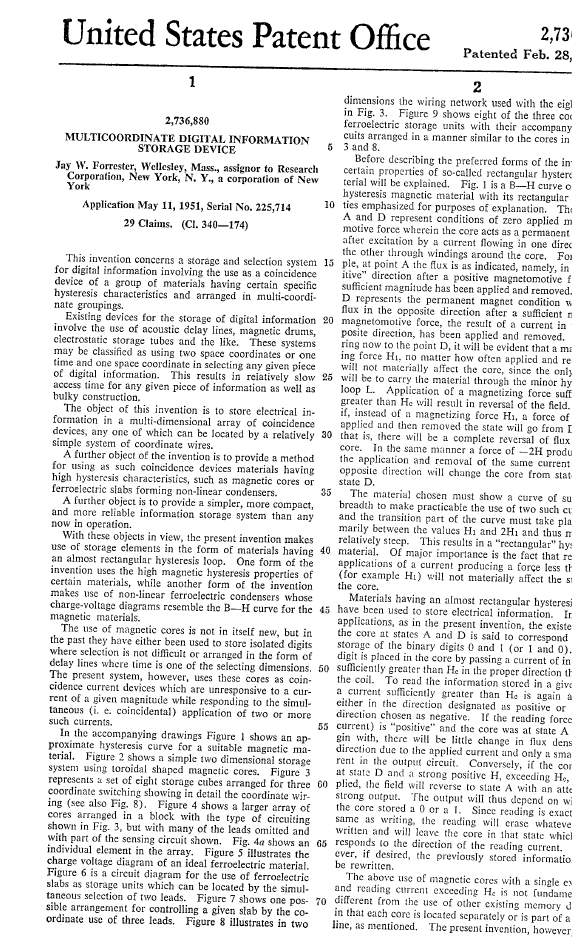 United States Patent Office
2,73
Patented Feb. 28,
1
2,736,880
MULTICOORDINATE DIGITAL INFORMATION
STORAGE DEVICE
Jay W. Forrester, Wellesley, Mass., assignor to Research
Corporation, New York, N. Y., a corporation of New
York
Application May 11, 1951, Serial No. 225,714
29 Claims. (Cl. 340—174)
This invention concerns a storage and selection system
for digital information involving the use as a coincidence
device of a group of materials having certain specific
hysteresis characteristics and arranged in multi-coordi-
nate groupings.
Existing devices for the storage of digital information
involve the use of acoustic delay lines, magnetic drums,
electrostatic storage tubes and the like. These systems
may be classified as using two space coordinates or one
time and one space coordinate in selecting any given piece
of digital information. This results in relatively slow
access time for any given piece of information as well as
bulky construction.
The object of this invention is to store electrical in-
formation in a multi-dimensional array of coincidence
devices, any one of which can be located by a relatively
simple system of coordinate wires.
A further object of the invention is to provide a method
for using as such coincidence devices materials having
high hysteresis characteristics, such as magnetic cores or
ferroelectric slabs forming non-linear condensers.
A further object is to provide a simpler, more compact,
and more reliable information storage system than any
now in operation.
With these objects in view, the present invention makes
use of storage elements in the form of materials having
an almost rectangular hysteresis loop. One form of the
invention uses the high magnetic hysteresis properties of
certain materials, while another form of the invention
makes use of non-linear ferroelectric condensers whose
charge-voltage diagrams resemble the B—H curve for the
magnetic materials.
The use of magnetic cores is not in itself new, but in
the past they have either been used to store isolated digits
where selection is not difficult or arranged in the form of
delay lines where time is one of the selecting dimensions.
The present system, however, uses these cores as coin-
cidence current devices which are unresponsive to a cur-
rent of a given magnitude while responding to the simul-
taneous (i. e. coincidental) application of two or more
such currents.
In the accompanying drawings Figure 1 shows an ap-
proximate hysteresis curve for a suitable magnetic ma-
terial. Figure 2 shows a simple two dimensional storage
system using toroidal shaped magnetic cores. Figure 3
represents a set of eight storage cubes arranged for three
coordinate switching showing in detail the coordinate wir-
ing (see also Fig. 8). Figure 4 shows a larger array of
cores arranged in a block with the type of circuiting
shown in Fig. 3, but with many of the leads omitted and
with part of the sensing circuit shown. Fig. 4a shows an
individual element in the array. Figure 5 illustrates the
charge voltage diagram of an ideal ferroelectric material.
Figure 6 is a circuit diagram for the use of ferroelectric
slabs as storage units which can be located by the simul-
taneous selection of two leads. Figure 7 shows one pos-
sible arrangement for controlling a given slab by the co-
ordinate use of three leads. Figure 8 illustrates in two
5
10
15
20
25
30
35
40
45
50
55
60
65
70
2
dimensions the wiring network used with the eigh
in Fig. 3. Figure 9 shows eight of the three coo
ferroelectric storage units with their accompany
cuits arranged in a manner similar to the cores in
3 and 8.
Before describing the preferred forms of the in
certain properties of so-called rectangular hystere
terial will be explained. Fig. 1 is a B—H curve o
hysteresis magnetic material with its rectangular
ties emphasized for purposes of explanation. The
A and D represent conditions of zero applied m
motive force wherein the core acts as a permanent
after excitation by a current flowing in one direc
the other through windings around the core. Fo
ple, at point A the flux is as indicated, namely, in
itive" direction after a positive magnetomotive f
sufficient magnitude has been applied and removed.
D represents the permanent magnet condition w
flux in the opposite direction after a sufficient n
magnetomotive force, the result of a current in
posite direction, has been applied and removed.
ring now to the point D, it will be evident that a m
ing force H₁, no matter how often applied and re
will not materially affect the core, since the only
will be to carry the material through the minor hy
loop L. Application of a magnetizing force suff
greater than Hc will result in reversal of the field.
if, instead of a magnetizing force H₁, a force of
applied and then removed the state will go from D
that is, there will be a complete reversal of flux
core. In the same manner a force of —2H produ
the application and removal of the same current
opposite direction will change the core from stat
state D.
The material chosen must show a curve of su
breadth to make practicable the use of two such cu
and the transition part of the curve must take pla
marily between the values H₁ and 2H₁ and thus m
relatively steep. This results in a "rectangular" hys
material. Of major importance is the fact that re
applications of a current producing a force less th
(for example H₁) will not materially affect the s
the core.
Materials having an almost rectangular hysteresi
have been used to store electrical information. In
applications, as in the present invention, the existe
the core at states A and D is said to correspond
storage of the binary digits 0 and 1 (or 1 and 0).
digit is placed in the core by passing a current of in
sufficiently greater than Hc in the proper direction th
the coil. To read the information stored in a give
a current sufficiently greater than Hc is again a
either in the direction designated as positive or
direction chosen as negative. If the reading force
current) is "positive" and the core was at state A
gin with, there will be little change in flux dens
direction due to the applied current and only a sma
rent in the output circuit. Conversely, if the cor
at state D and a strong positive H, exceeding Hc,
plied, the field will reverse to state A with an atte
strong output. The output will thus depend on w
the core stored a 0 or a 1. Since reading is exact
same as writing, the reading will erase whateve
written and will leave the core in that state which
responds to the direction of the reading current.
ever, if desired, the previously stored informatio
be rewritten.
The above use of magnetic cores with a single ex
and reading current exceeding Hc is not fundame
different from the use of other existing memory d
in that each core is located separately or is part of a
line, as mentioned. The present invention, however,